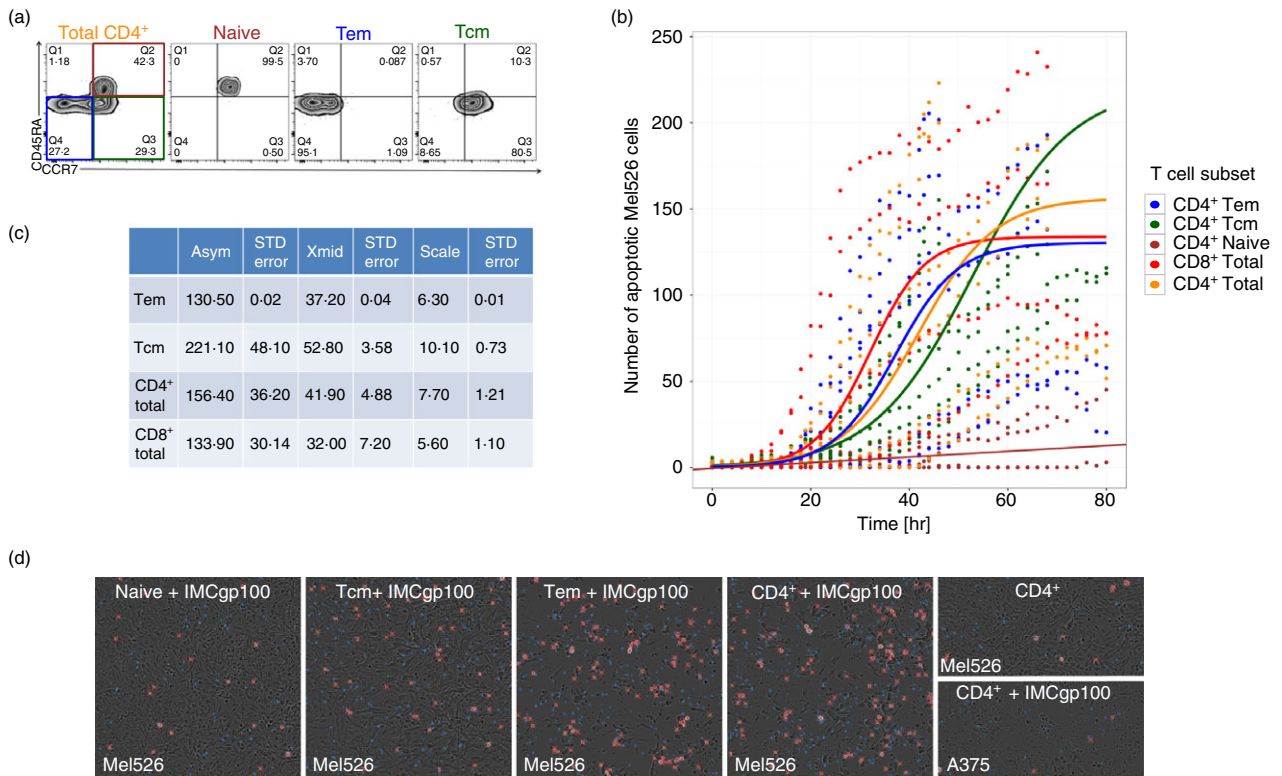 (a)
Total CD4+
Naive
Tem
Tcm
Q1
1·18
Q2
42·3
Q4
27·2
Q3
29·3
Q1
0
Q2
99·5
Q4
0
Q3
0·50
Q1
3·70
Q2
0·087
Q4
95·1
Q3
1·09
Q1
0·57
Q2
10·3
Q4
8·65
Q3
80·5
CD45RA
CCR7
(b)
250
200
150
100
50
0
Number of apoptotic Mel526 cells
0 20 40 60 80
Time [hr]
T cell subset
CD4+ Tem
CD4+ Tcm
CD4+ Naive
CD8+ Total
CD4+ Total
(c)
Asym STD error Xmid STD error Scale STD error
Tem 130·50 0·02 37·20 0·04 6·30 0·01
Tcm 221·10 48·10 52·80 3·58 10·10 0·73
CD4+ total 156·40 36·20 41·90 4·88 7·70 1·21
CD8+ total 133·90 30·14 32·00 7·20 5·60 1·10
(d)
Naive + IMCgp100
Mel526
Tcm+ IMCgp100
Mel526
Tem + IMCgp100
Mel526
CD4+ + IMCgp100
Mel526
CD4+
Mel526
CD4+ + IMCgp100
A375